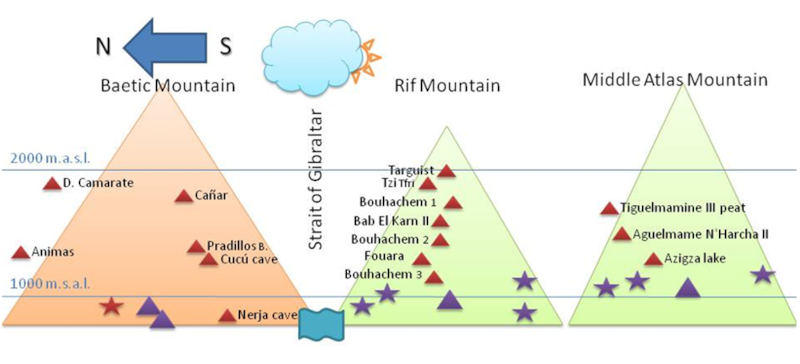 N
S
Baetic Mountain
Rif Mountain
Middle Atlas Mountain
Strait of Gibraltar
2000 m.a.s.l.
D. Camarate
Cañar
Pradillos B.
Cucú cave
Animas
1000 m.s.a.l.
Nerja cave
Targuist
Tzi Ifri
Bouhachem 1
Bab El Karn II
Bouhachem 2
Fouara
Bouhachem 3
Tiguelmamine III peat
Aguelmame N'Harcha II
Azigza lake